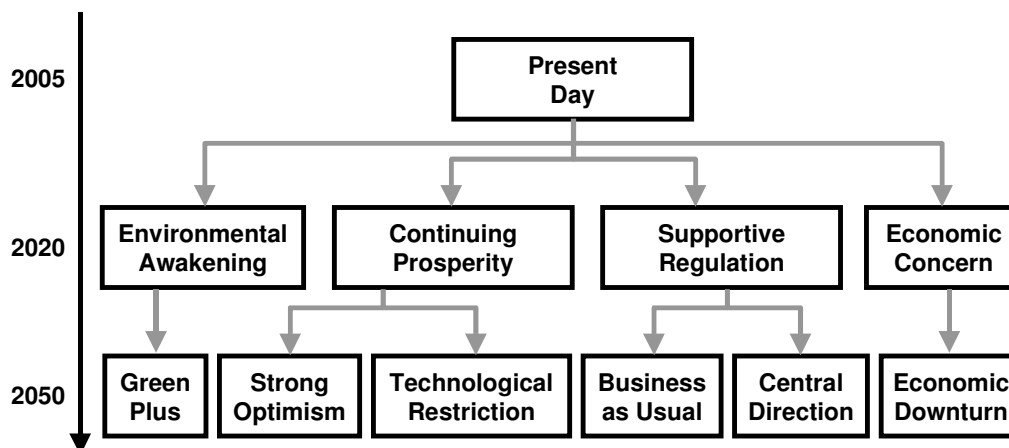 2005
Present
Day
2020
Environmental
Awakening
Continuing
Prosperity
Supportive
Regulation
Economic
Concern
2050
Green
Plus
Strong
Optimism
Technological
Restriction
Business
as Usual
Central
Direction
Economic
Downturn